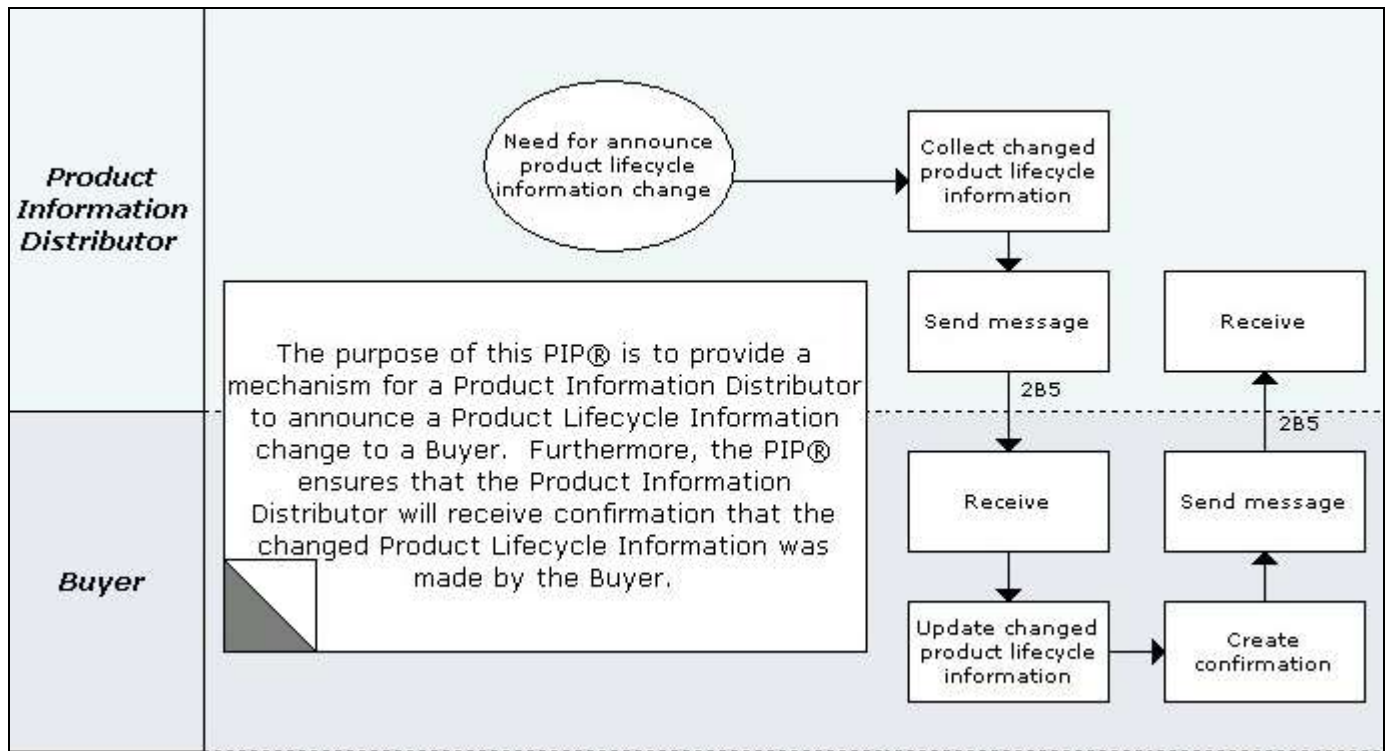 Product
Information
Distributor
Need for announce
product lifecycle
information change
Collect changed
product lifecycle
information
Send message
Receive
2B5
2B5
The purpose of this PIP® is to provide a
mechanism for a Product Information Distributor
to announce a Product Lifecycle Information
change to a Buyer. Furthermore, the PIP®
ensures that the Product Information
Distributor will receive confirmation that the
changed Product Lifecycle Information was
made by the Buyer.
Buyer
Receive
Send message
Update changed
product lifecycle
information
Create
confirmation